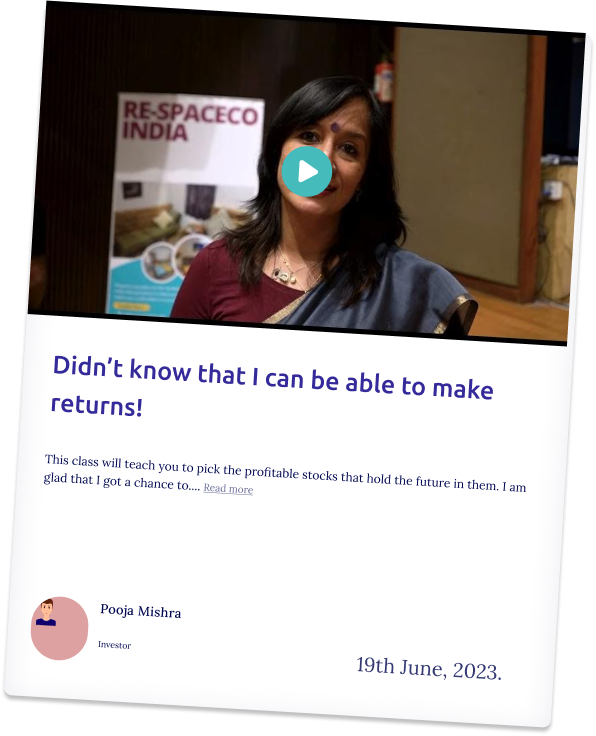 RE-SPACECO
INDIA
Didn’t know that I can be able to make
returns!
This class will teach you to pick the profitable stocks that hold the future in them. I am
glad that I got a chance to.... Read more
Pooja Mishra
Investor
19th June, 2023.